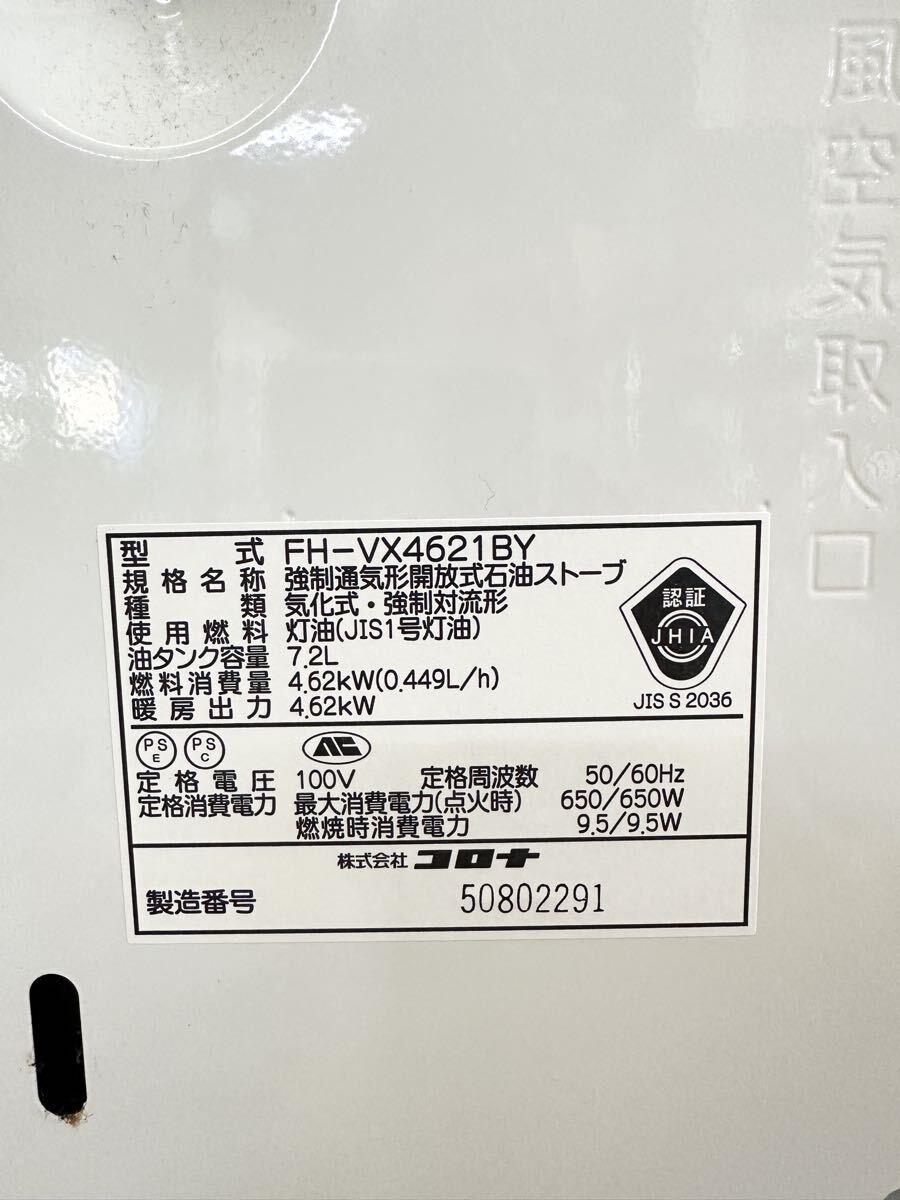 風空気取入口
型式 FH-VX4621BY
規格名称 強制通気形開放式石油ストーブ
種類 気化式・強制対流形
使用燃料 灯油(JIS1号灯油)
油タンク容量 7.2L
燃料消費量 4.62kW(0.449L/h)
暖房出力 4.62kW
認証
JHIA
JIS S 2036
PS E PS C
定格電圧 100V 定格周波数 50/60Hz
定格消費電力 最大消費電力(点火時) 650/650W
燃焼時消費電力 9.5/9.5W
株式会社 コロナ
製造番号 50802291